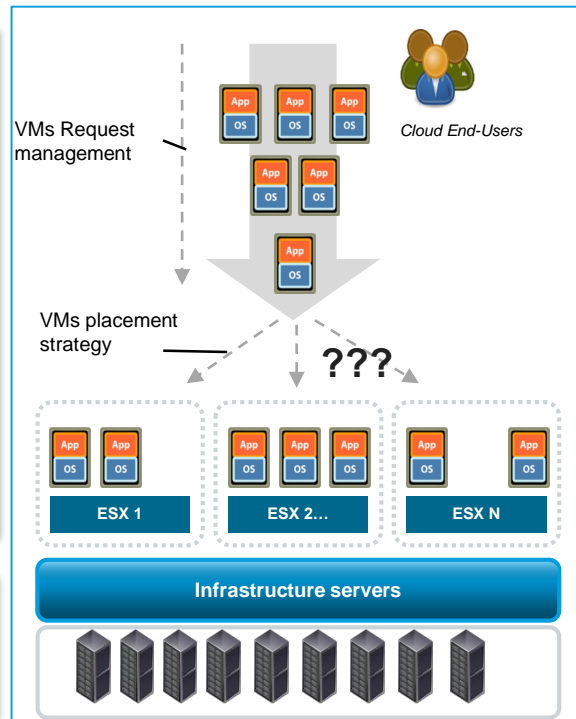 App
App
App
OS
OS
OS
VMs Request
management
Cloud End-Users
App
App
OS
OS
App
OS
VMs placement
strategy
???
App
App
App
App
App
App
App
OS
OS
OS
OS
OS
OS
OS
ESX 1
ESX 2...
ESX N
Infrastructure servers